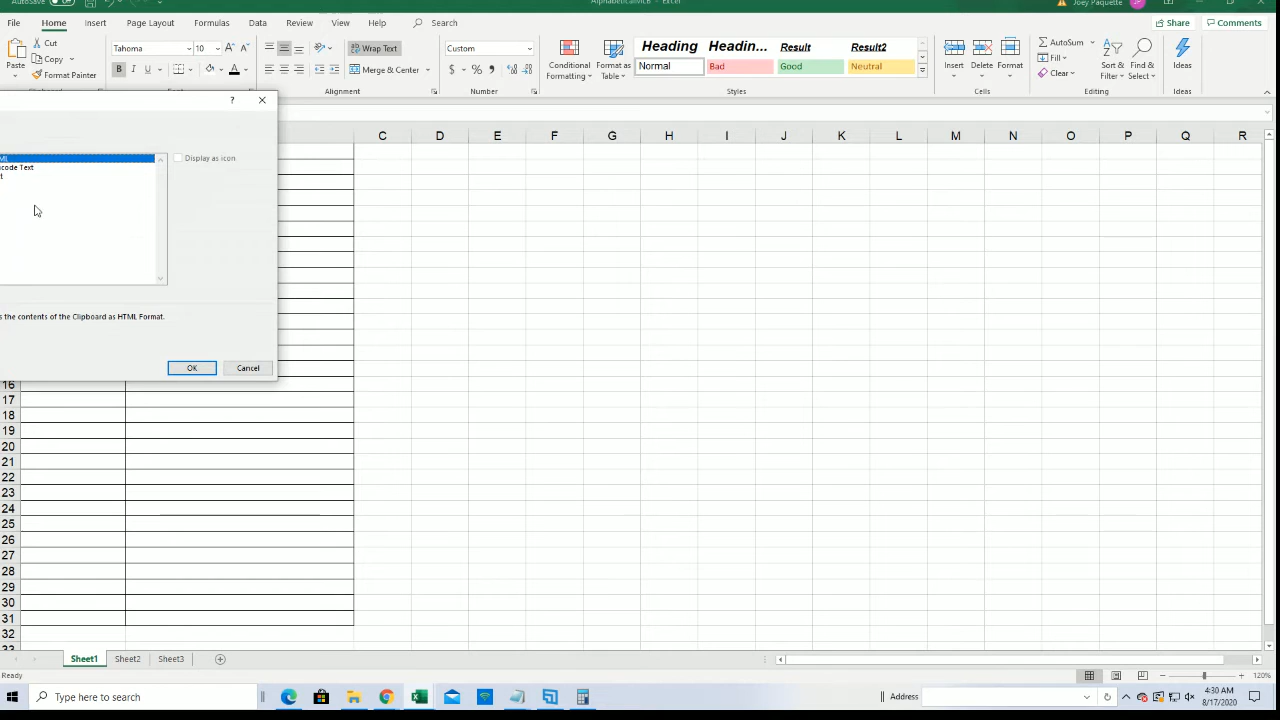 AutoSave
AlphabeticalMCB - Excel
Joey Paquette
File Home Insert Page Layout Formulas Data Review View Help Search Share Comments
Paste Cut Copy Format Painter
Tahoma 10
B I U A
Wrap Text
Merge & Center
Custom
$ % ,
Conditional Formatting
Format as Table
Heading Headin... Result Result2
Normal Bad Good Neutral
Insert Delete Format
AutoSum Fill Clear
Sort & Filter
Find & Select
Ideas
Alignment Number Styles Cells Editing Ideas
? ×
C D E F G H I J K L M N O P Q R
Display as icon
code Text
s the contents of the Clipboard as HTML Format.
OK Cancel
16
17
18
19
20
21
22
23
24
25
26
27
28
29
30
31
32
33
Sheet1 Sheet2 Sheet3
Ready
120%
Type here to search
Address
4:30 AM
8/17/2020